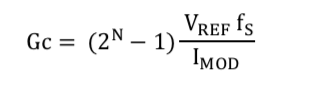 Gc = (2^N – 1) V_REF f_S / I_MOD